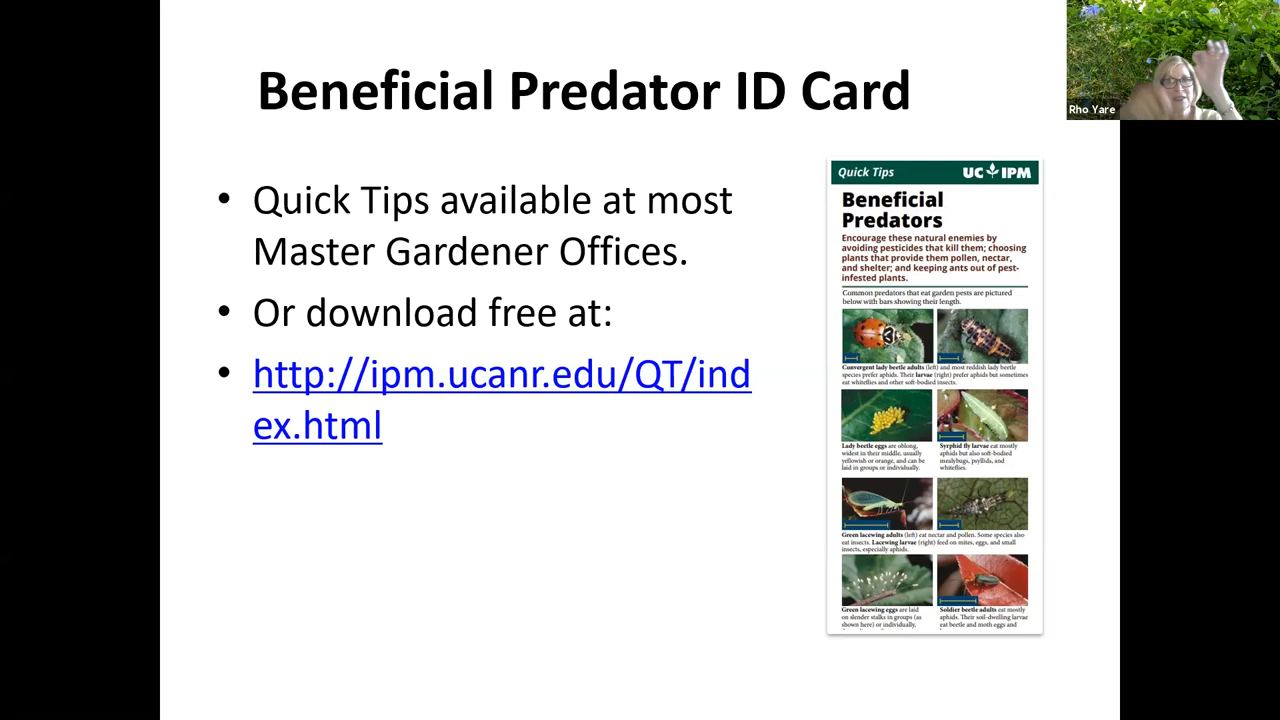 Beneficial Predator ID Card
Rho Yare
• Quick Tips available at most
Master Gardener Offices.
• Or download free at:
• http://ipm.ucanr.edu/QT/ind
ex.html
Quick Tips UC IPM
Beneficial
Predators
Encourage these natural enemies by
avoiding pesticides that kill them; choosing
plants that provide them pollen, nectar,
and shelter; and keeping ants out of pest-
infested plants.
Common predators that eat garden pests are pictured
below with bars showing their length.
Convergent lady beetle adults (left) and most reddish lady beetle
species prefer aphids. Their larvae (right) prefer aphids but sometimes
eat whiteflies and other soft-bodied insects.
Lady beetle eggs are oblong,
widest in their middle, usually
yellowish or orange, and can be
laid in groups or individually.
Syrphid fly larvae eat mostly
aphids but also soft-bodied
mealybugs, psyllids, and
whiteflies.
Green lacewing adults (left) eat nectar and pollen. Some species also
eat insects. Lacewing larvae (right) feed on mites, eggs, and small
insects, especially aphids.
Green lacewing eggs are laid
on slender stalks in groups (as
shown here) or individually,
Soldier beetle adults eat mostly
aphids. Their soil-dwelling larvae
eat beetle and moth eggs and